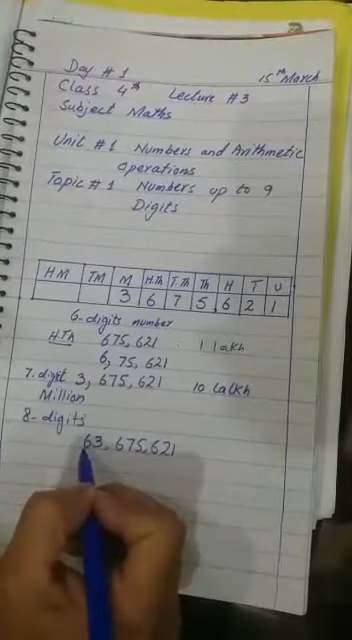 Day # 1 15th March
Class 4th Lecture # 3
Subject Maths
Unit # 1 Numbers and Arithmetic
Operations
Topic # 1 Numbers up to 9
Digits
HM TM M H.Th T.Th Th H T U
3 6 7 5 6 2 1
6-digits number
H.Th 675,621 1 lakh
6, 75, 621
7.digit 3, 675, 621 10 lalkh
Million
8- digits
63, 675,621